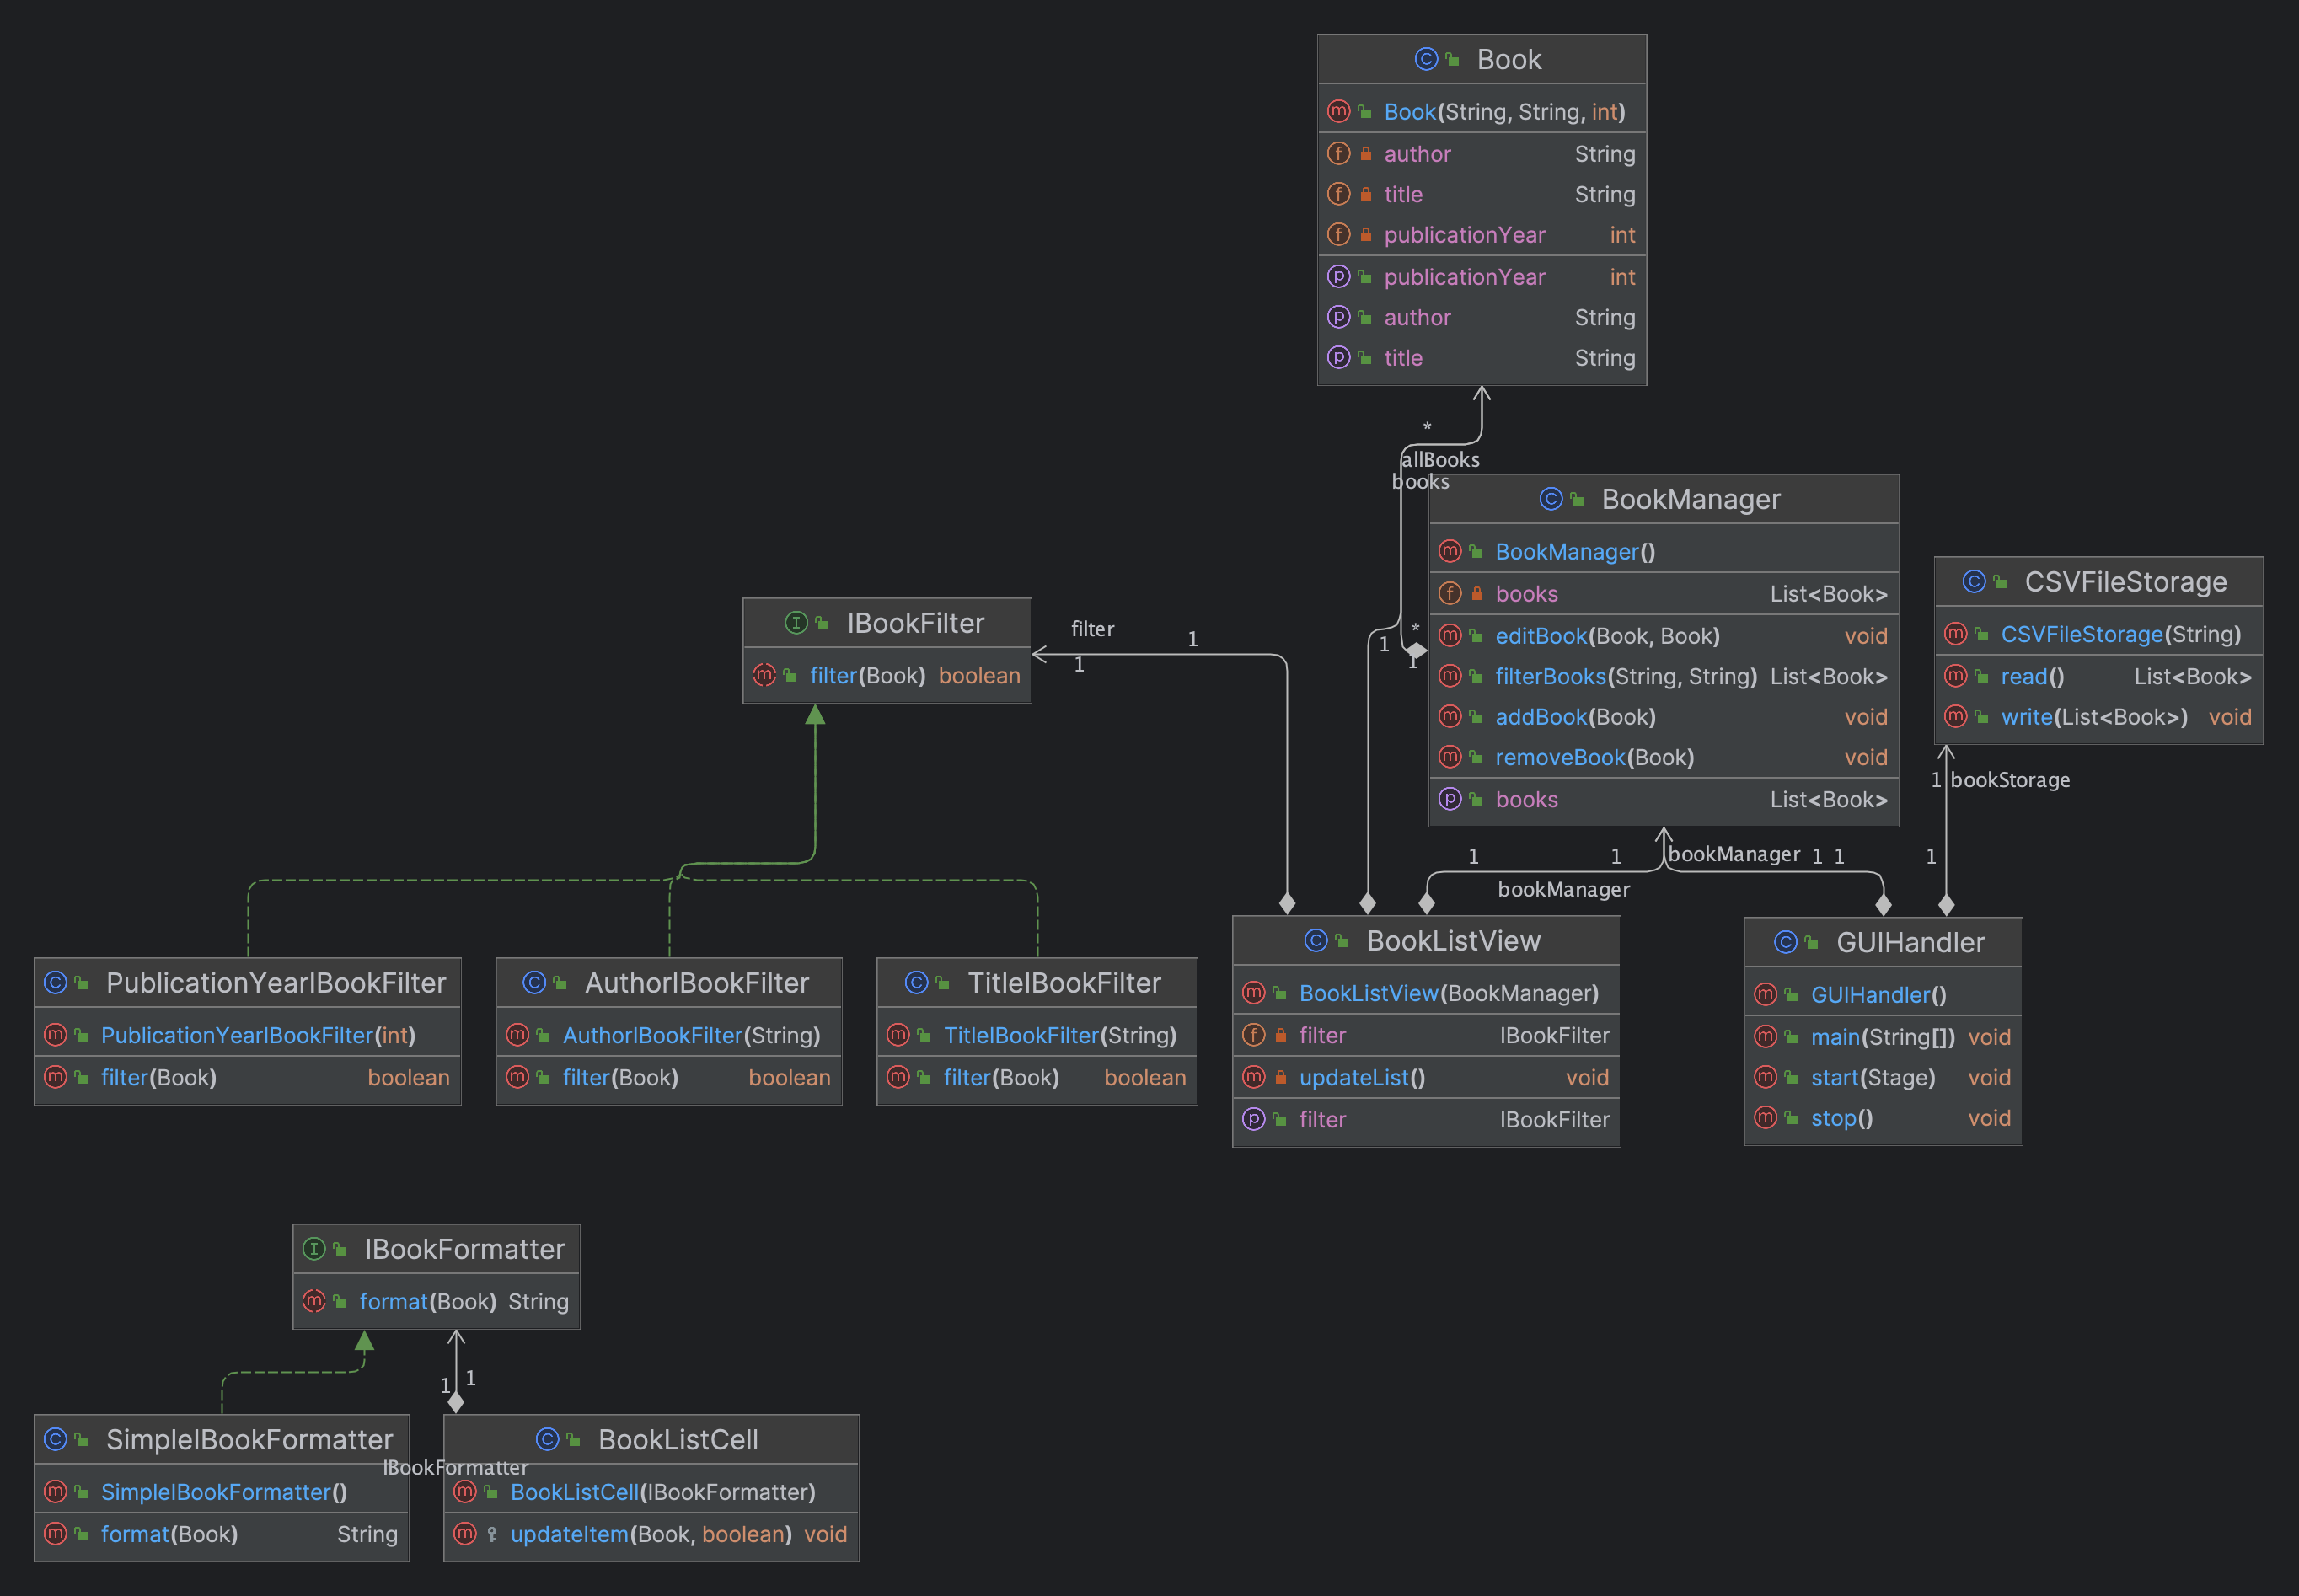 Book
Book(String, String, int)
author String
title String
publicationYear int
publicationYear int
author String
title String
*
allBooks
books
BookManager
BookManager()
books List<Book>
editBook(Book, Book) void
filterBooks(String, String) List<Book>
addBook(Book) void
removeBook(Book) void
books List<Book>
CSVFileStorage
CSVFileStorage(String)
read() List<Book>
write(List<Book>) void
IBookFilter
filter(Book) boolean
filter
1
1
1
*
1
1 bookStorage
1
1
1
bookManager
1 1
bookManager
PublicationYearIBookFilter
PublicationYearIBookFilter(int)
filter(Book) boolean
AuthorIBookFilter
AuthorIBookFilter(String)
filter(Book) boolean
TitleIBookFilter
TitleIBookFilter(String)
filter(Book) boolean
BookListView
BookListView(BookManager)
filter IBookFilter
updateList() void
filter IBookFilter
GUIHandler
GUIHandler()
main(String[]) void
start(Stage) void
stop() void
IBookFormatter
format(Book) String
1
1
SimpleIBookFormatter
SimpleIBookFormatter()
format(Book) String
IBookFormatter
BookListCell
BookListCell(IBookFormatter)
updateItem(Book, boolean) void